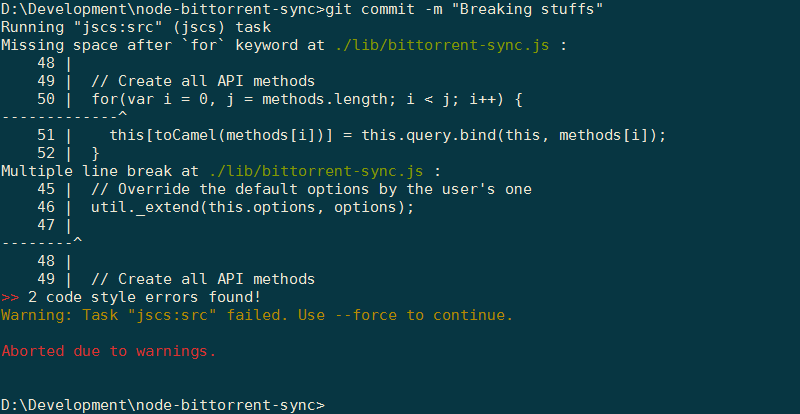 D:\Development\node-bittorrent-sync>git commit -m "Breaking stuffs"
Running "jscs:src" (jscs) task
Missing space after `for` keyword at ./lib/bittorrent-sync.js :
    48 |
    49 |  // Create all API methods
    50 |  for(var i = 0, j = methods.length; i < j; i++) {
-------------^
    51 |    this[toCamel(methods[i])] = this.query.bind(this, methods[i]);
    52 |  }
Multiple line break at ./lib/bittorrent-sync.js :
    45 |  // Override the default options by the user's one
    46 |  util._extend(this.options, options);
    47 |
--------^
    48 |
    49 |  // Create all API methods
>> 2 code style errors found!
Warning: Task "jscs:src" failed. Use --force to continue.

Aborted due to warnings.


D:\Development\node-bittorrent-sync>